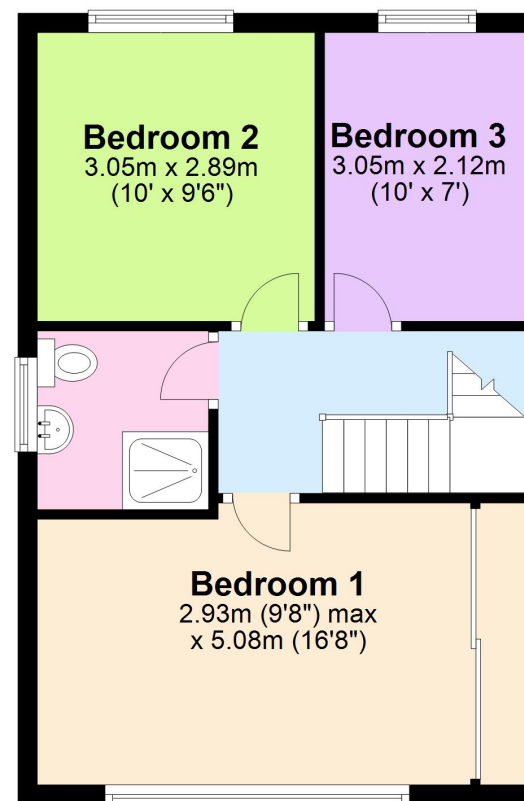 Bedroom 2
3.05m x 2.89m
(10' x 9'6")
Bedroom 3
3.05m x 2.12m
(10' x 7')
Bedroom 1
2.93m (9'8") max
x 5.08m (16'8")